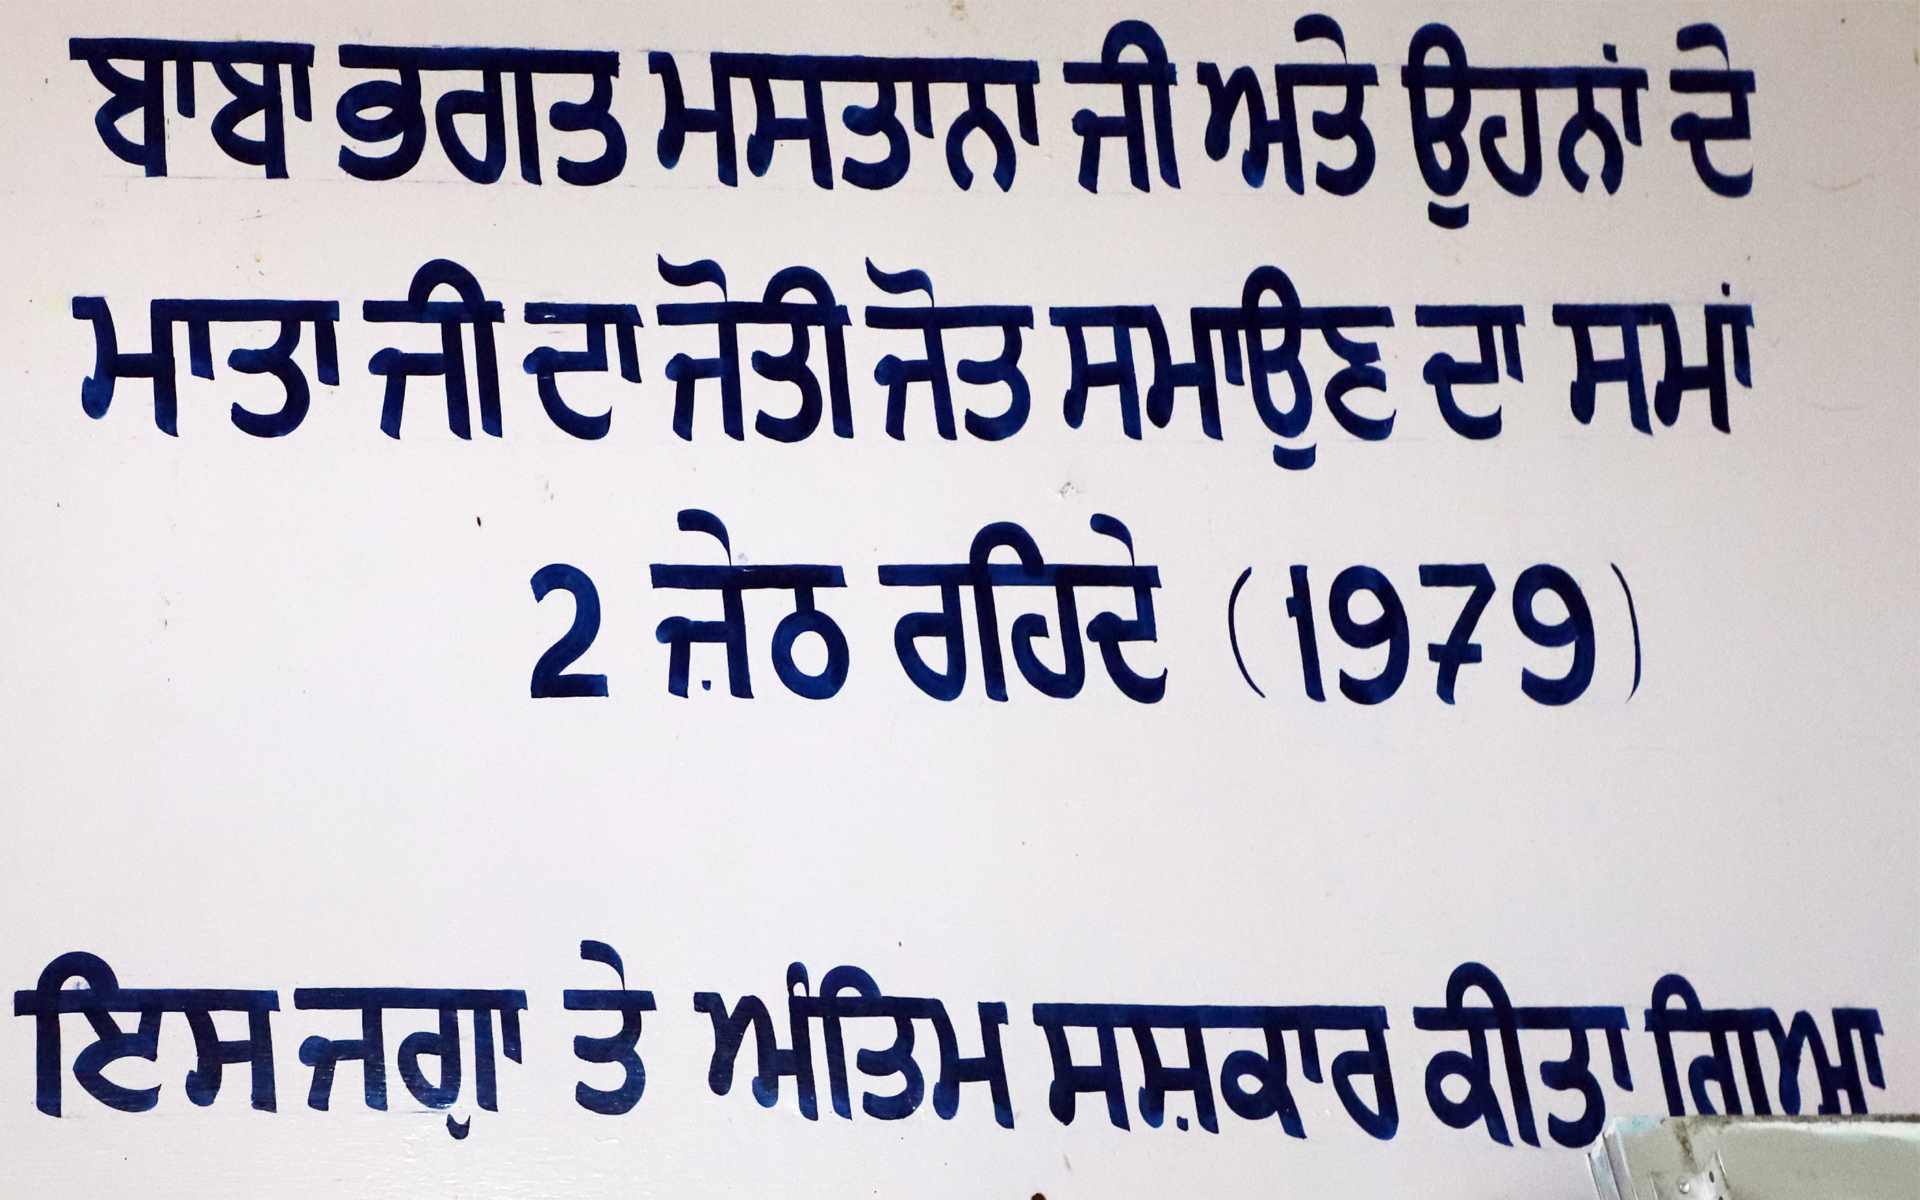 ਬਾਬਾ ਭਗਤ ਮਸਤਾਨਾ ਜੀ ਅਤੇ ਉਹਨਾਂ ਦੇ
ਮਾਤਾ ਜੀ ਦਾ ਜੋਤੀ ਜੋਤ ਸਮਾਉਣ ਦਾ ਸਮਾਂ
2 ਜ਼ੇਠ ਰਹਿਦੇ (1979)
ਇਸ ਜਗ੍ਹਾ ਤੇ ਅੰਤਿਮ ਸਸ਼ਕਾਰ ਕੀਤਾ ਗਿਆ